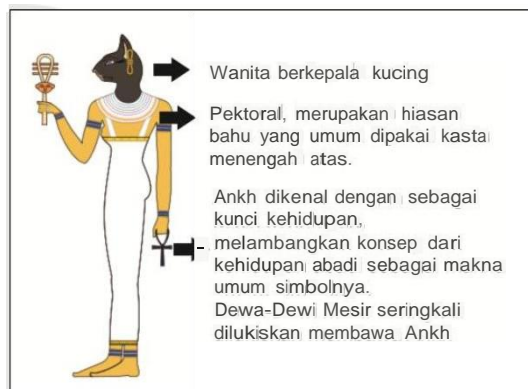 Wanita berkepala kucing
Pektoral, merupakan hiasan
bahu yang umum dipakai kasta
menengah atas.
Ankh dikenal dengan sebagai
kunci kehidupan,
melambangkan konsep dari
kehidupan abadi sebagai makna
umum simbolnya.
Dewa-Dewi Mesir seringkali
dilukiskan membawa Ankh